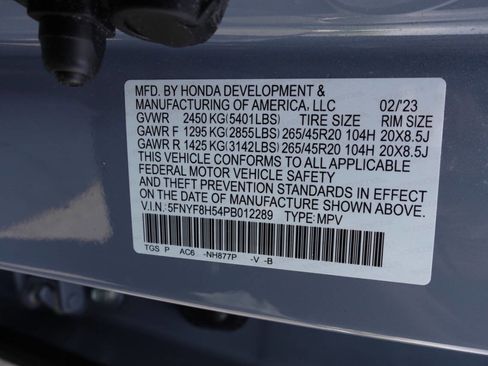 MFD. BY HONDA DEVELOPMENT &
MANUFACTURING OF AMERICA, LLC 02/'23
GVWR 2450 KG(5401LBS) TIRE SIZE RIM SIZE
GAWR F 1295 KG(2855LBS) 265/45R20 104H 20X8.5J
GAWR R 1425 KG(3142LBS) 265/45R20 104H 20X8.5J
THIS VEHICLE CONFORMS TO ALL APPLICABLE
FEDERAL MOTOR VEHICLE SAFETY
AND THEFT PREVENTION STANDARDS IN EFFECT
ON THE DATE OF MANUFACTURE SHOWN ABOVE.
V.I.N.: 5FNYF8H54PB012289 TYPE: MPV
TGS P AC6 -NH877P -V -B